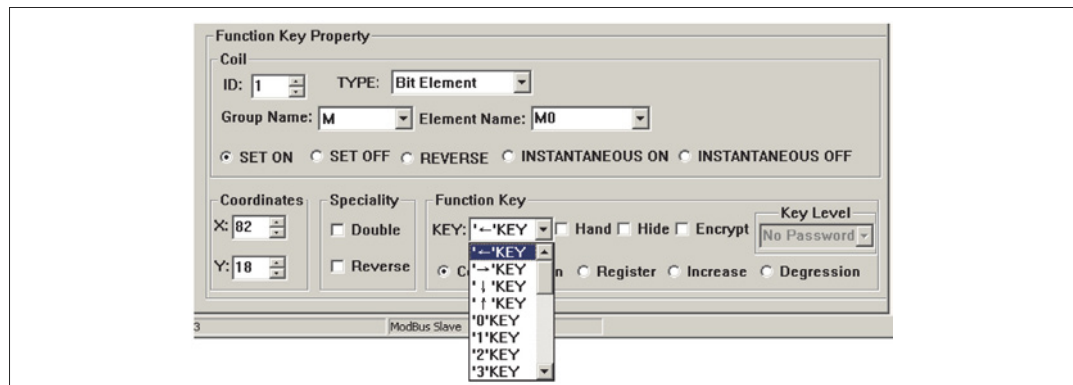 Function Key Property
Coil
ID: 1 TYPE: Bit Element
Group Name: M Element Name: M0
SET ON SET OFF REVERSE INSTANTANEOUS ON INSTANTANEOUS OFF
Coordinates Speciality Function Key
Key Level
X: 82 Double KEY: '←'KEY Hand Hide Encrypt No Password
'←'KEY
Y: 18 Reverse Register Increase Degression
'→'KEY
'↓'KEY
'↑'KEY
'0'KEY
'1'KEY
'2'KEY
'3'KEY
3 ModBus Slave